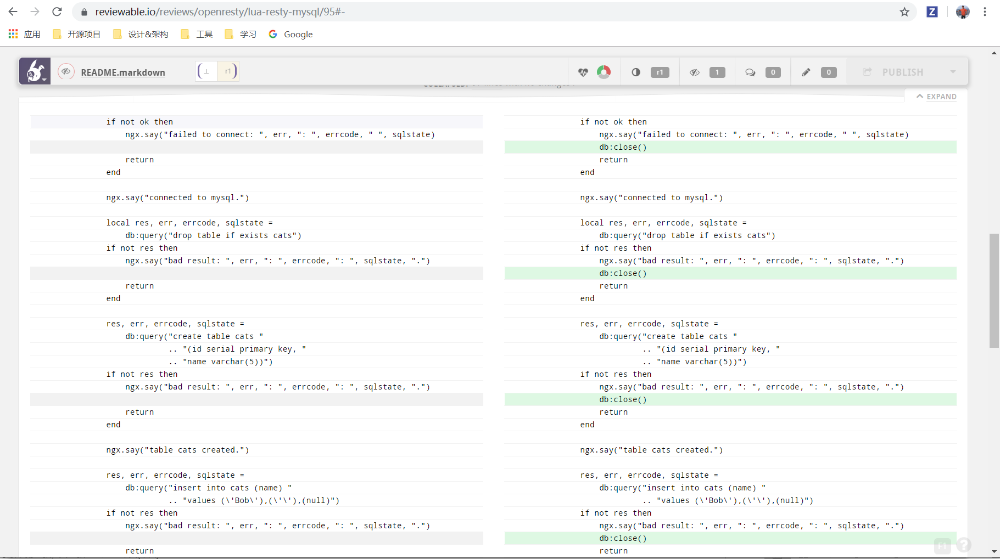 reviewable.io/reviews/openresty/lua-resty-mysql/95#-
Z
应用 开源项目 设计&架构 工具 学习 Google
README.markdown ⊥ r1 r1 1 0 0 PUBLISH
EXPAND
if not ok then
ngx.say("failed to connect: ", err, ": ", errcode, " ", sqlstate)
return
end
ngx.say("connected to mysql.")
local res, err, errcode, sqlstate =
db:query("drop table if exists cats")
if not res then
ngx.say("bad result: ", err, ": ", errcode, ": ", sqlstate, ".")
return
end
res, err, errcode, sqlstate =
db:query("create table cats "
.. "(id serial primary key, "
.. "name varchar(5))")
if not res then
ngx.say("bad result: ", err, ": ", errcode, ": ", sqlstate, ".")
return
end
ngx.say("table cats created.")
res, err, errcode, sqlstate =
db:query("insert into cats (name) "
.. "values (\'Bob\'),(\'\'),(null)")
if not res then
ngx.say("bad result: ", err, ": ", errcode, ": ", sqlstate, ".")
return
if not ok then
ngx.say("failed to connect: ", err, ": ", errcode, " ", sqlstate)
db:close()
return
end
ngx.say("connected to mysql.")
local res, err, errcode, sqlstate =
db:query("drop table if exists cats")
if not res then
ngx.say("bad result: ", err, ": ", errcode, ": ", sqlstate, ".")
db:close()
return
end
res, err, errcode, sqlstate =
db:query("create table cats "
.. "(id serial primary key, "
.. "name varchar(5))")
if not res then
ngx.say("bad result: ", err, ": ", errcode, ": ", sqlstate, ".")
db:close()
return
end
ngx.say("table cats created.")
res, err, errcode, sqlstate =
db:query("insert into cats (name) "
.. "values (\'Bob\'),(\'\'),(null)")
if not res then
ngx.say("bad result: ", err, ": ", errcode, ": ", sqlstate, ".")
db:close()
return
F1 ?